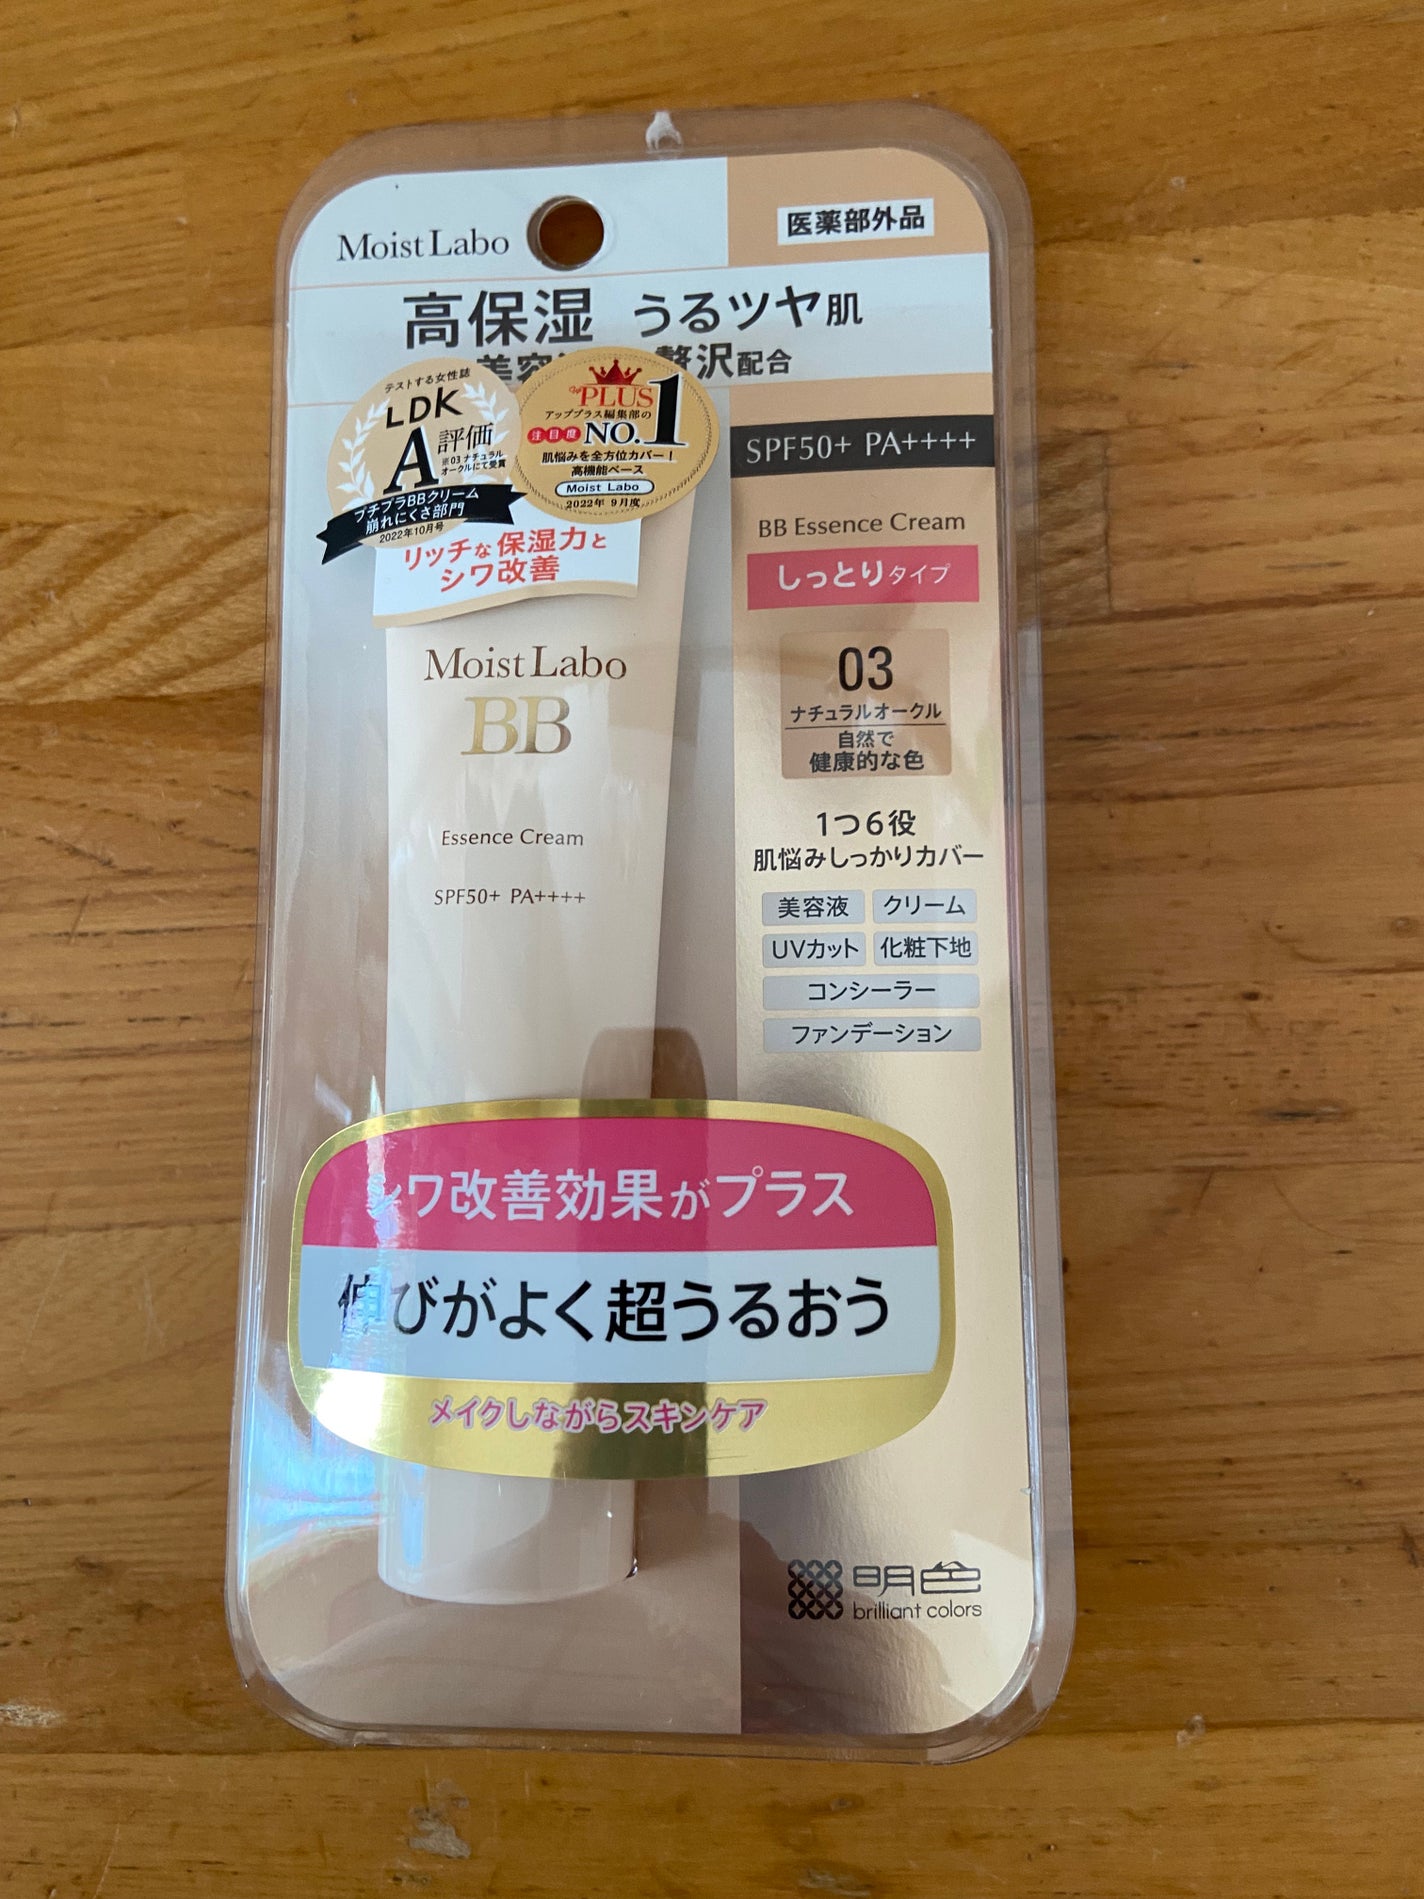 Moist Labo
医薬部外品
高保湿 うるツヤ肌
贅沢配合
テストする女性誌
LDK
A評価
※03 ナチュラル
オークルにて受賞
プチプラBBクリーム
崩れにくさ部門
2022年10月号
PLUS
アッププラス編集部の
注目度 NO.1
肌悩みを全方位カバー!
高機能ベース
Moist Labo
2022年 9月度
リッチな保湿力と
シワ改善
Moist Labo
BB
Essence Cream
SPF50+ PA++++
SPF50+ PA++++
BB Essence Cream
しっとりタイプ
03
ナチュラルオークル
自然で
健康的な色
1つ6役
肌悩みしっかりカバー
美容液 クリーム
UVカット 化粧下地
コンシーラー
ファンデーション
シワ改善効果がプラス
伸びがよく超うるおう
メイクしながらスキンケア
明色
brilliant colors